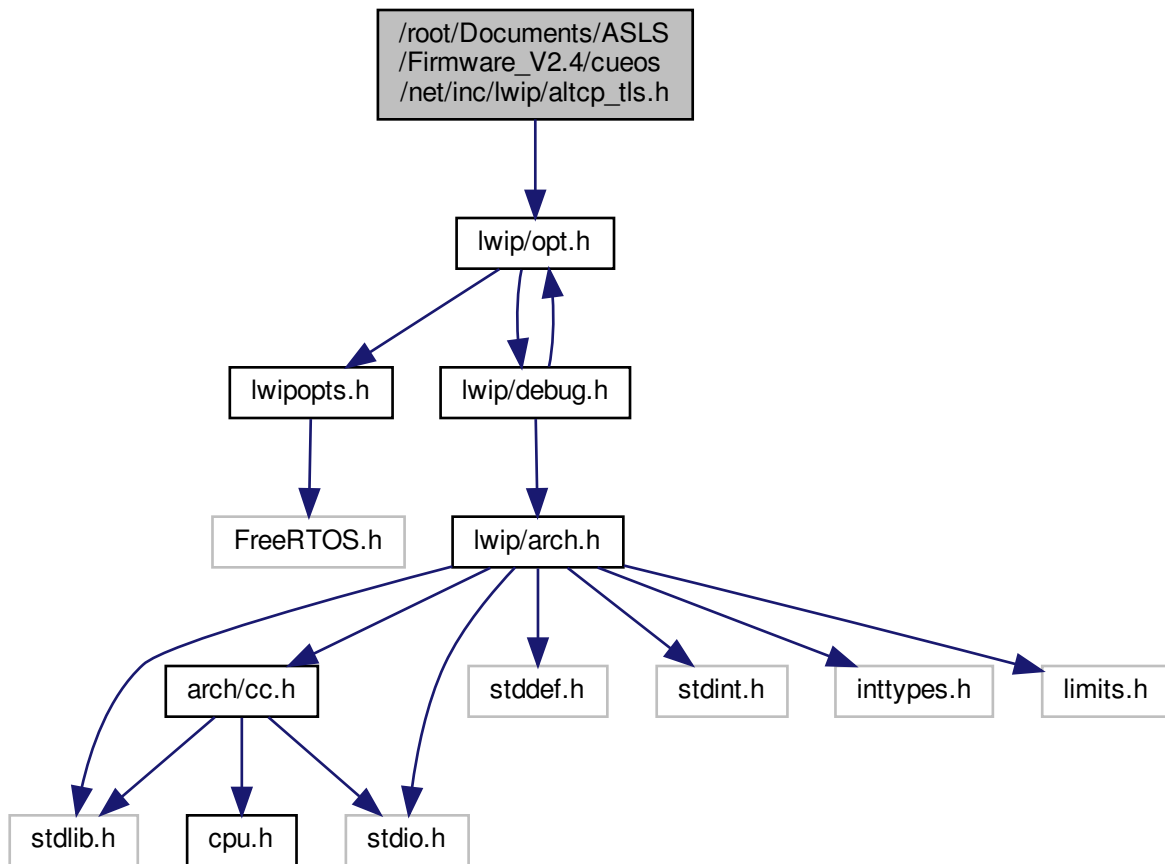 /root/Documents/ASLS
/Firmware_V2.4/cueos
/net/inc/lwip/altcp_tls.h
lwip/opt.h
lwipopts.h
lwip/debug.h
FreeRTOS.h
lwip/arch.h
arch/cc.h
stddef.h
stdint.h
inttypes.h
limits.h
stdlib.h
cpu.h
stdio.h